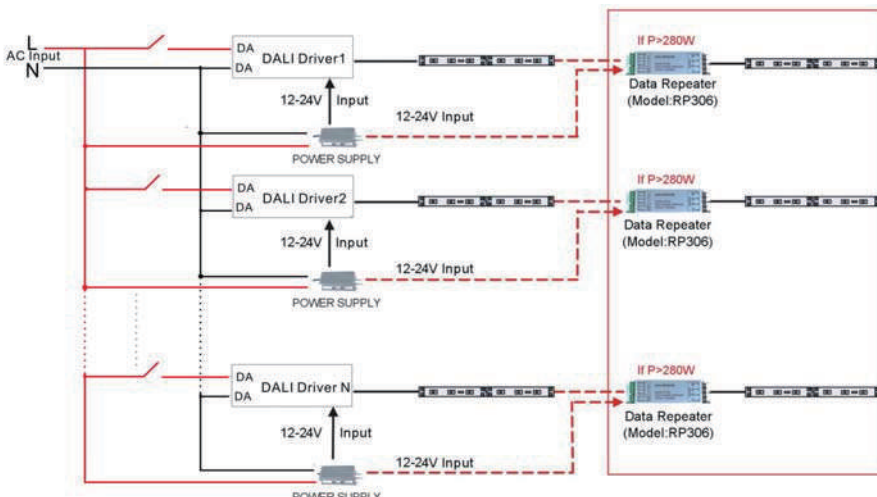 L
AC Input
N
DA
DA
DALI Driver1
12-24V Input
POWER SUPPLY
12-24V Input
If P>280W
Data Repeater
(Model:RP306)
DA
DA
DALI Driver2
12-24V Input
POWER SUPPLY
12-24V Input
If P>280W
Data Repeater
(Model:RP306)
DA
DA
DALI Driver N
12-24V Input
POWER SUPPLY
12-24V Input
If P>280W
Data Repeater
(Model:RP306)